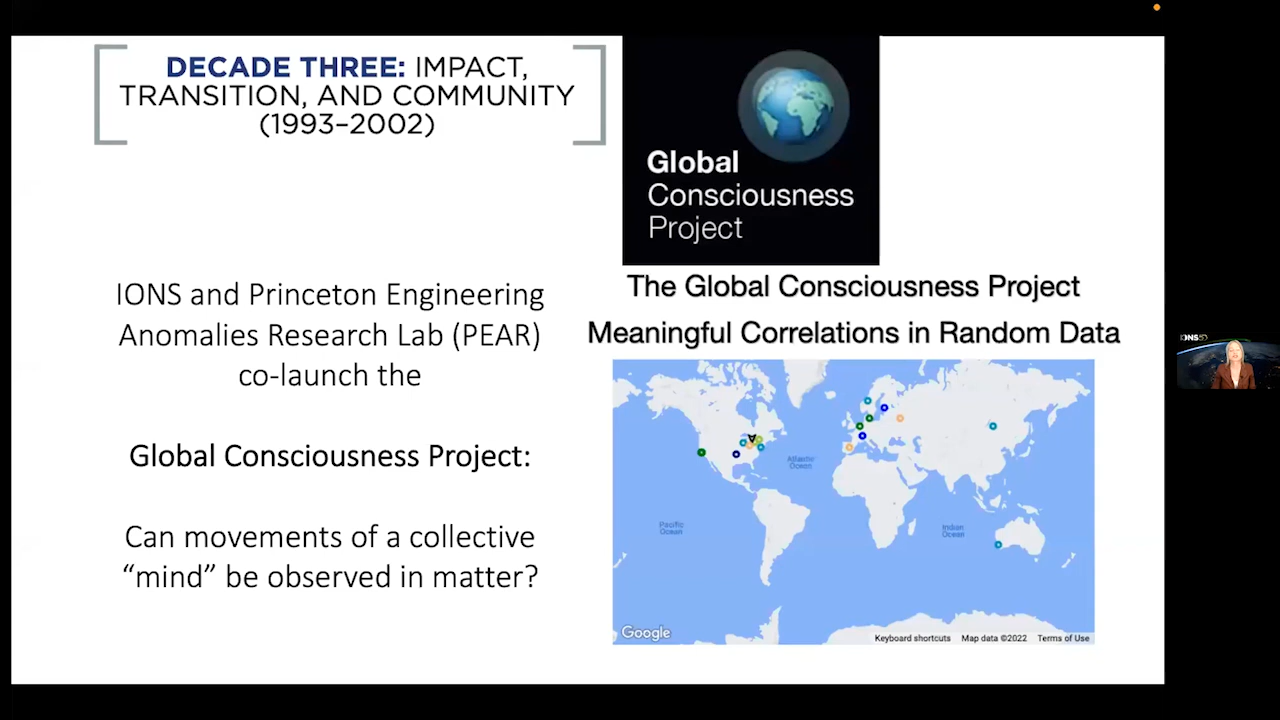 DECADE THREE: IMPACT,
TRANSITION, AND COMMUNITY
(1993–2002)
Global
Consciousness
Project
IONS and Princeton Engineering
Anomalies Research Lab (PEAR)
co-launch the
Global Consciousness Project:
Can movements of a collective
“mind” be observed in matter?
The Global Consciousness Project
Meaningful Correlations in Random Data
Atlantic
Ocean
Pacific
Ocean
Indian
Ocean
Google
Keyboard shortcuts
Map data ©2022
Terms of Use